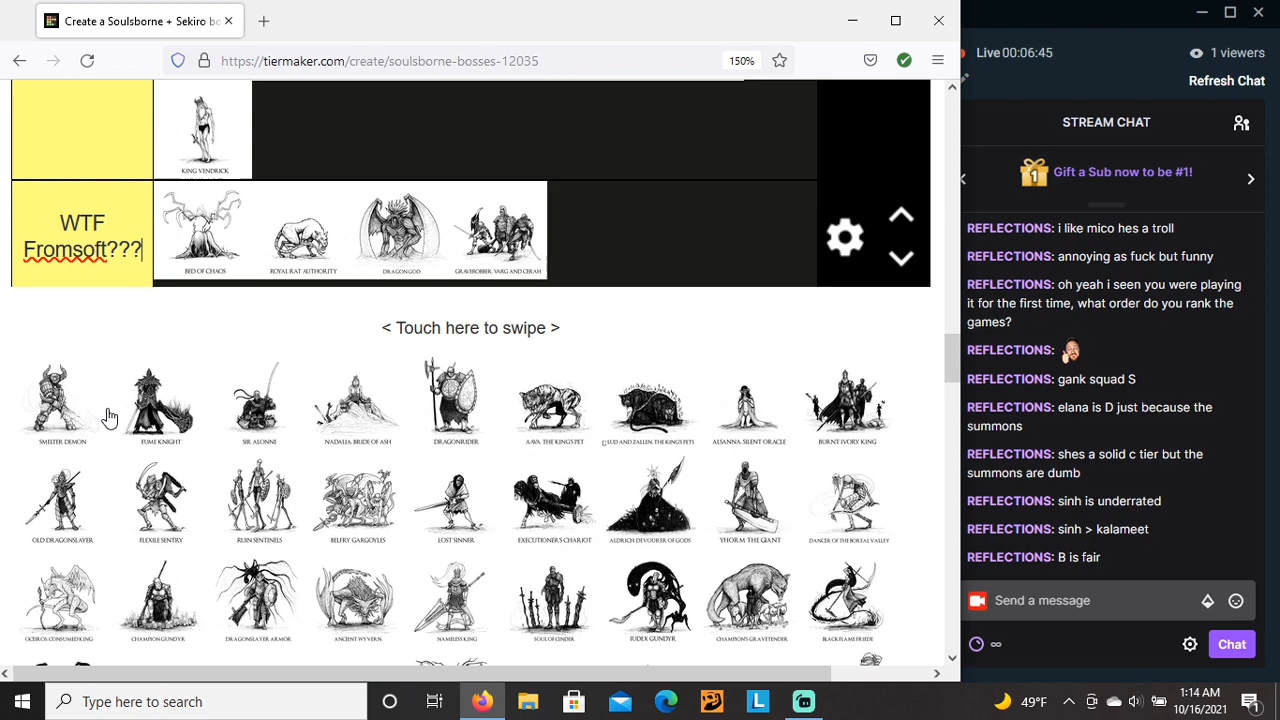 Create a Soulsborne + Sekiro bo
https://tiermaker.com/create/soulsborne-bosses-12035
150%
KING VENDRICK
WTF
Fromsoft???
BED OF CHAOS
ROYAL RAT AUTHORITY
DRAGON GOD
GRAVEROBBER, VARG AND CERAH
< Touch here to swipe >
SMELTER DEMON
FUME KNIGHT
SIR ALONNE
NADALIA, BRIDE OF ASH
DRAGONRIDER
AAVA, THE KING'S PET
LUD AND ZALLEN, THE KING'S PETS
ALSANNA, SILENT ORACLE
BURNT IVORY KING
OLD DRAGONSLAYER
FLEXILE SENTRY
RUIN SENTINELS
BELFRY GARGOYLES
LOST SINNER
EXECUTIONER'S CHARIOT
ALDRICH DEVOURER OF GODS
YHORM THE GIANT
DANCER OF THE BOREAL VALLEY
OCEIROS, CONSUMED KING
CHAMPION GUNDYR
DRAGONSLAYER ARMOR
ANCIENT WYVERN
NAMELESS KING
SOUL OF CINDER
IUDEX GUNDYR
CHAMPION'S GRAVETENDER
BLACKFLAME FRIEDE
Live 00:06:45
1 viewers
Refresh Chat
STREAM CHAT
1
Gift a Sub now to be #1!
REFLECTIONS: i like mico hes a troll
REFLECTIONS: annoying as fuck but funny
REFLECTIONS: oh yeah i seen you were playing
it for the first time, what order do you rank the
games?
REFLECTIONS:
REFLECTIONS: gank squad S
REFLECTIONS: elana is D just because the
summons
REFLECTIONS: shes a solid c tier but the
summons are dumb
REFLECTIONS: sinh is underrated
REFLECTIONS: sinh > kalameet
REFLECTIONS: B is fair
Send a message
∞
Chat
Type here to search
L
49°F
1:14 AM
10/16/2021
1